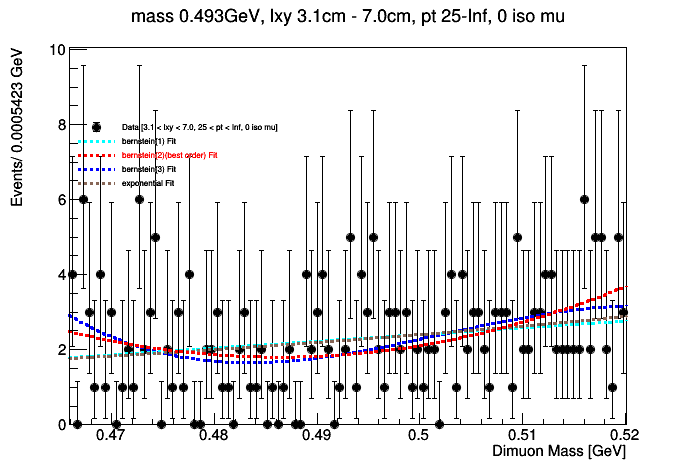 mass 0.493GeV, lxy 3.1cm - 7.0cm, pt 25-Inf, 0 iso mu
Events/ 0.0005423 GeV
10
8
6
4
2
0
Data [3.1 < lxy < 7.0, 25 < pt < Inf, 0 iso mu]
bernstein(1) Fit
bernstein(2)(best order) Fit
bernstein(3) Fit
exponential Fit
0.47 0.48 0.49 0.5 0.51 0.52
Dimuon Mass [GeV]